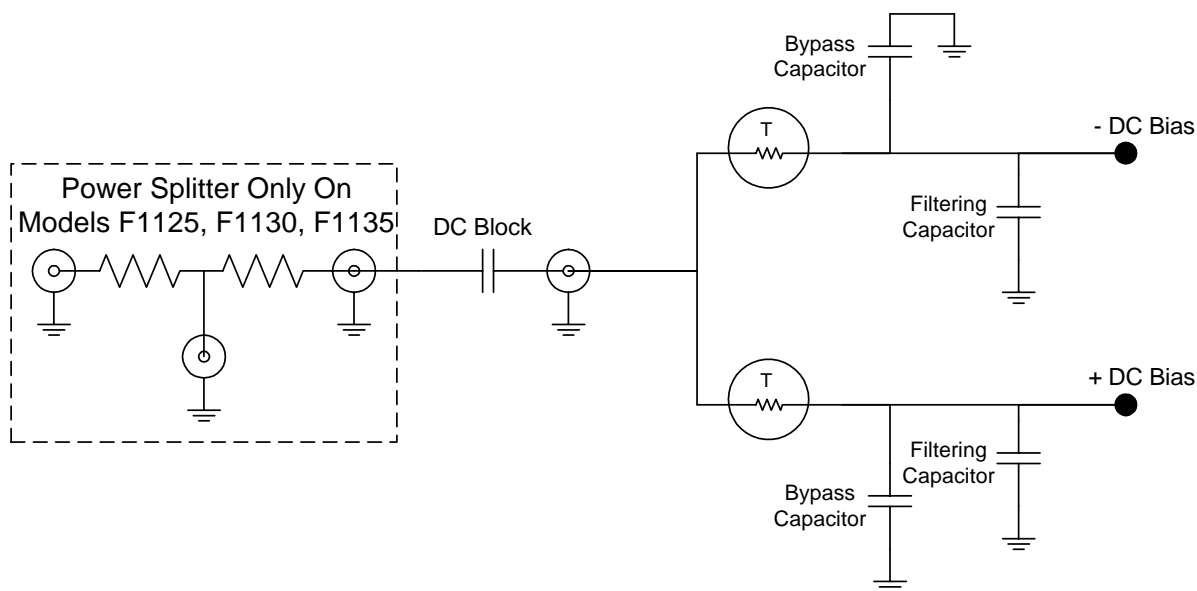 Bypass
Capacitor
T
- DC Bias
Power Splitter Only On
Models F1125, F1130, F1135
DC Block
Filtering
Capacitor
T
+ DC Bias
Filtering
Capacitor
Bypass
Capacitor